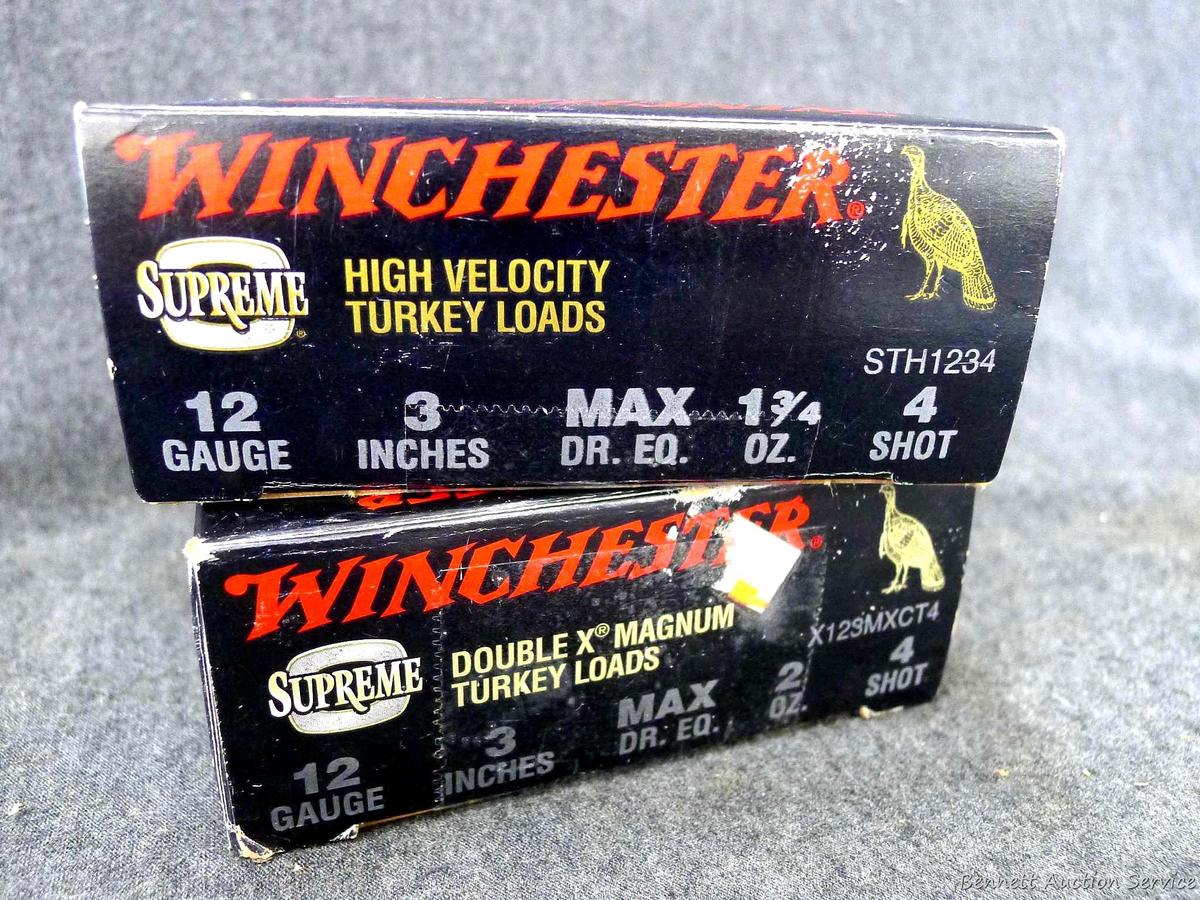 WINCHESTER®
SUPREME®
HIGH VELOCITY
TURKEY LOADS
STH1234
12 3 MAX 1 3/4 4
GAUGE INCHES DR. EQ. OZ. SHOT
WINCHESTER®
SUPREME
DOUBLE X® MAGNUM
TURKEY LOADS
X123MXCT4
12 3 MAX 2 4
GAUGE INCHES DR. EQ. OZ. SHOT
Bennett Auction Service